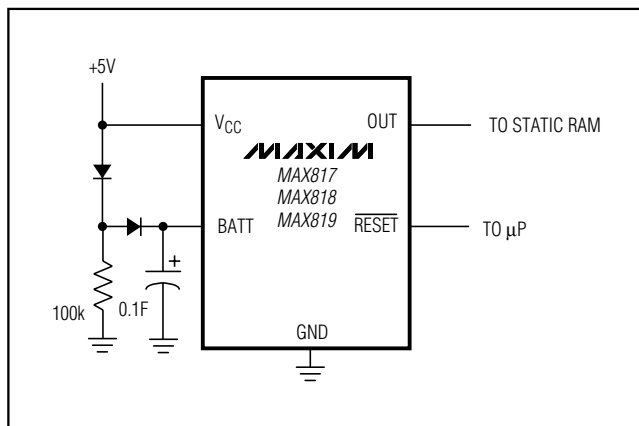 +5V
VCC
OUT
TO STATIC RAM
MAXIM
MAX817
MAX818
MAX819
BATT
RESET
TO μP
+
100k
0.1F
GND